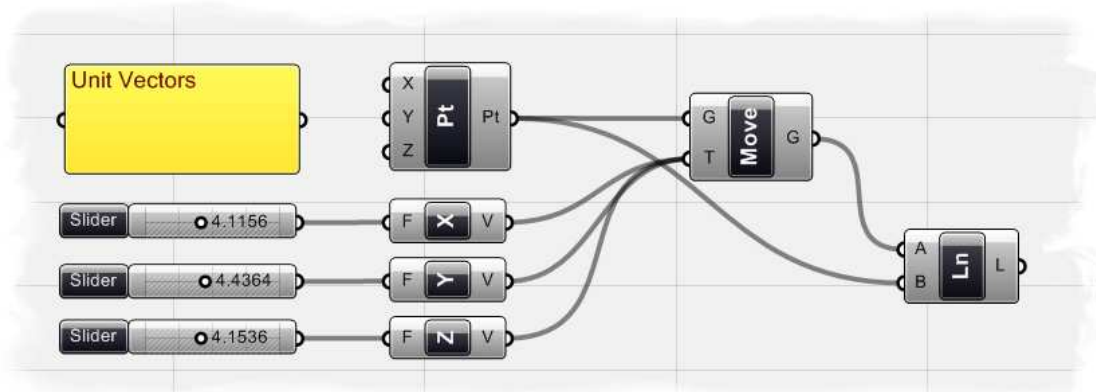 Unit Vectors
X
Y
Z
Pt
Pt
G
T
Move
G
Slider
4.1156
F
X
V
Slider
4.4364
F
Y
V
Slider
4.1536
F
Z
V
A
B
Ln
L